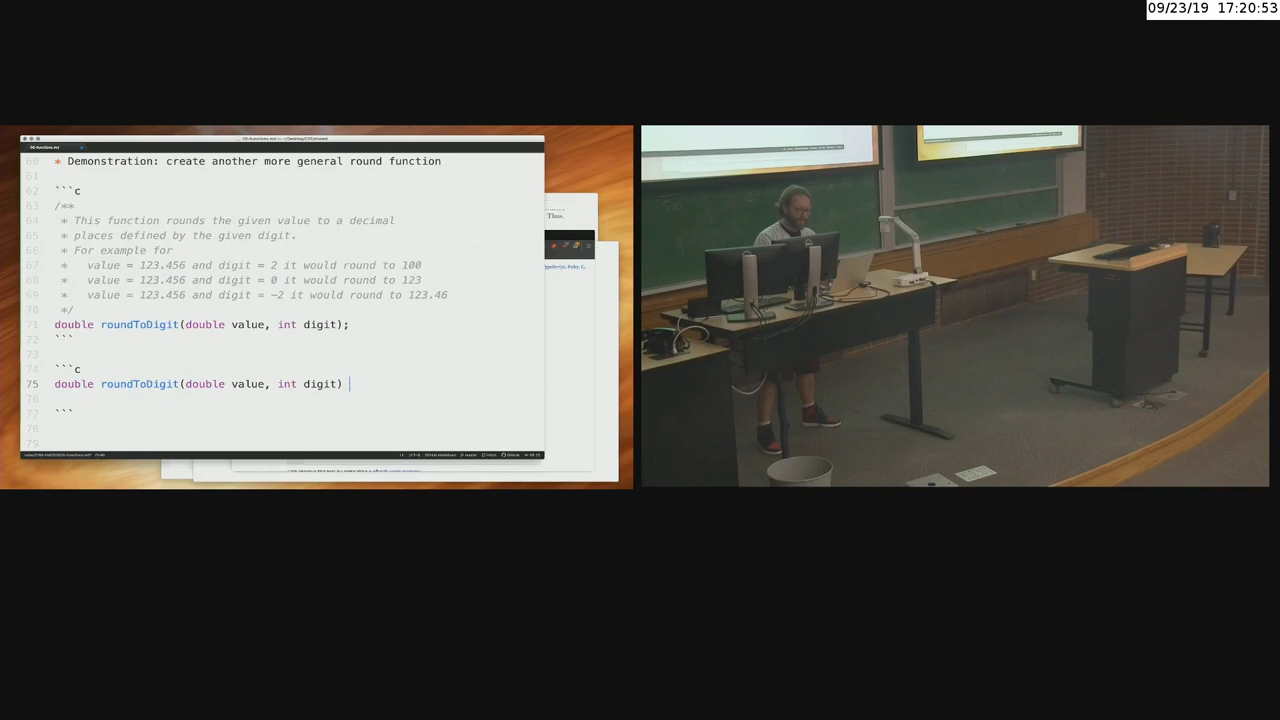 09/23/19 17:20:53
05-functions.md
60 * Demonstration: create another more general round function
61
62 ```c
63 /**
64 * This function rounds the given value to a decimal
65 * places defined by the given digit.
66 * For example for
67 * value = 123.456 and digit = 2 it would round to 100
68 * value = 123.456 and digit = 0 it would round to 123
69 * value = 123.456 and digit = -2 it would round to 123.46
70 */
71 double roundToDigit(double value, int digit);
72 ```
73
74 ```c
75 double roundToDigit(double value, int digit)
76
77 ```
78
79
Thus,